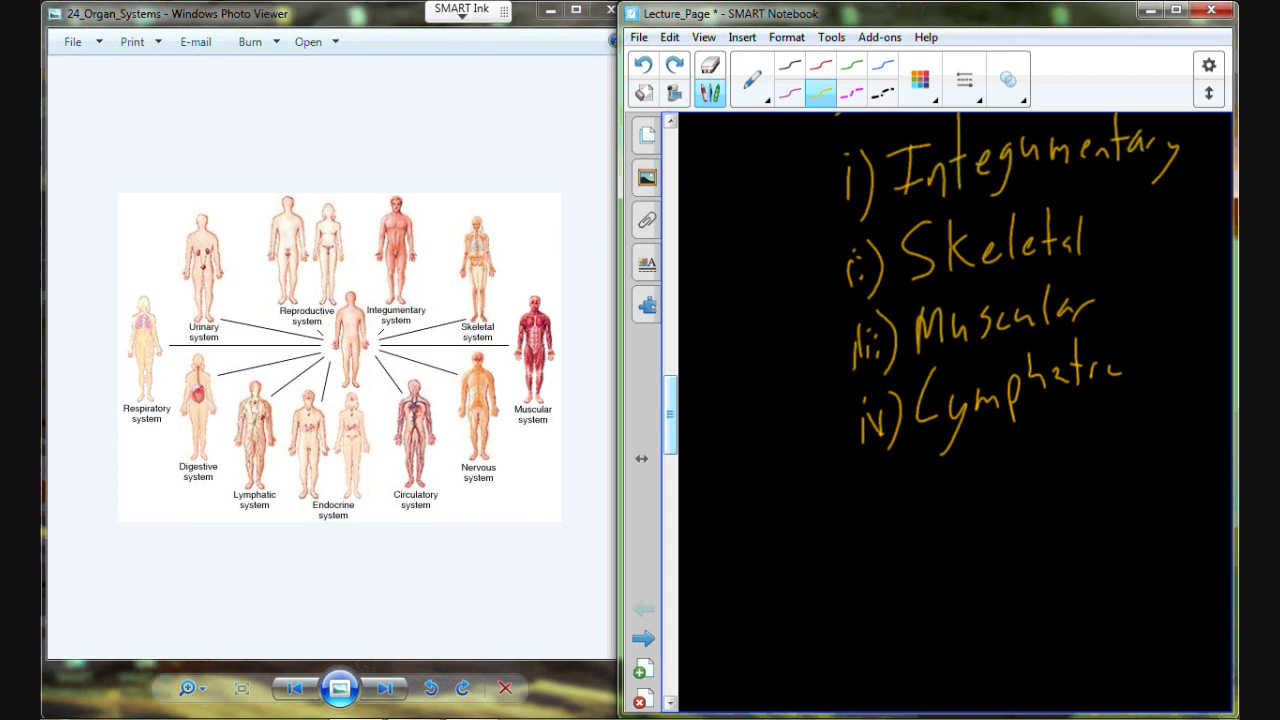 24_Organ_Systems - Windows Photo Viewer
SMART Ink
File Print E-mail Burn Open
Reproductive
system
Integumentary
system
Urinary
system
Skeletal
system
Respiratory
system
Muscular
system
Digestive
system
Nervous
system
Lymphatic
system
Endocrine
system
Circulatory
system
Lecture_Page * - SMART Notebook
File Edit View Insert Format Tools Add-ons Help
i) Integumentary
ii) Skeletal
iii) Muscular
iv) Lymphatic